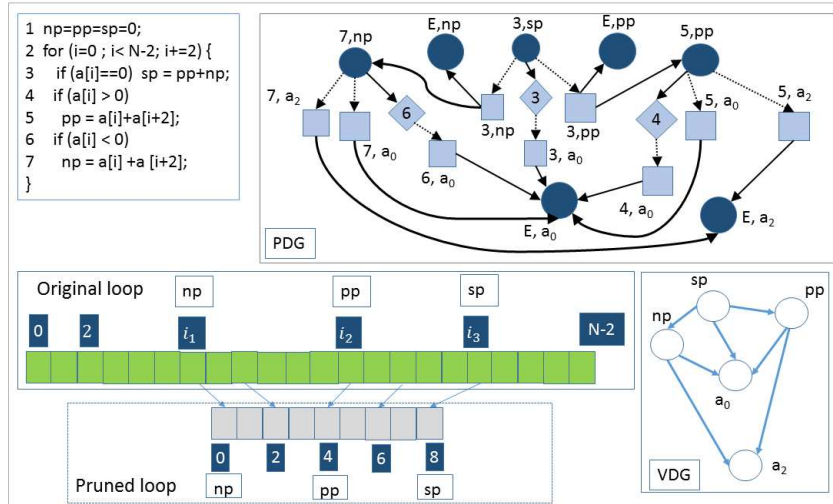 1 np=pp=sp=0;
2 for (i=0 ; i< N-2; i+=2) {
3 if (a[i]==0) sp = pp+np;
4 if (a[i] > 0)
5 pp = a[i]+a[i+2];
6 if (a[i] < 0)
7 np = a[i] +a [i+2];
}
7,np
E,np
3,sp
E,pp
5,pp
7, a₂
6
3,np
3
3,pp
4
5, a₀
5, a₂
7, a₀
6, a₀
3, a₀
4, a₀
E, a₀
E, a₂
PDG
Original loop
np
pp
sp
0
2
i₁
i₂
i₃
N-2
0
2
4
6
8
np
pp
sp
Pruned loop
sp
pp
np
a₀
a₂
VDG